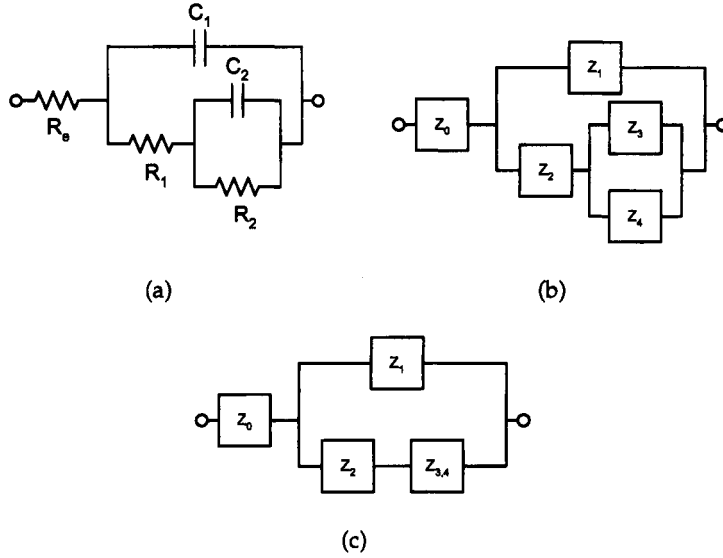 C₁
C₂
Rₑ
R₁
R₂
(a)
Z₀
Z₁
Z₂
Z₃
Z₄
(b)
Z₀
Z₁
Z₂
Z₃,₄
(c)